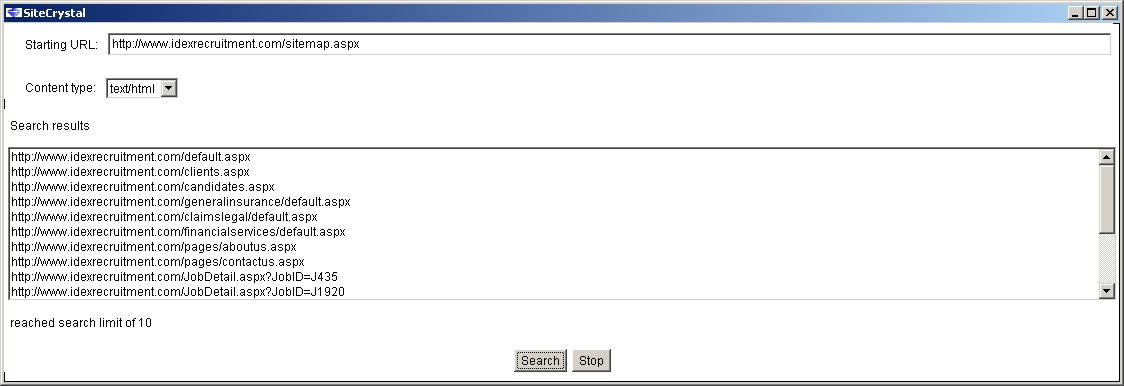 SiteCrystal
Starting URL: http://www.idexrecruitment.com/sitemap.aspx
Content type: text/html
Search results
http://www.idexrecruitment.com/default.aspx
http://www.idexrecruitment.com/clients.aspx
http://www.idexrecruitment.com/candidates.aspx
http://www.idexrecruitment.com/generalinsurance/default.aspx
http://www.idexrecruitment.com/claimslegal/default.aspx
http://www.idexrecruitment.com/financialservices/default.aspx
http://www.idexrecruitment.com/pages/aboutus.aspx
http://www.idexrecruitment.com/pages/contactus.aspx
http://www.idexrecruitment.com/JobDetail.aspx?JobID=J435
http://www.idexrecruitment.com/JobDetail.aspx?JobID=J1920
reached search limit of 10
Search Stop